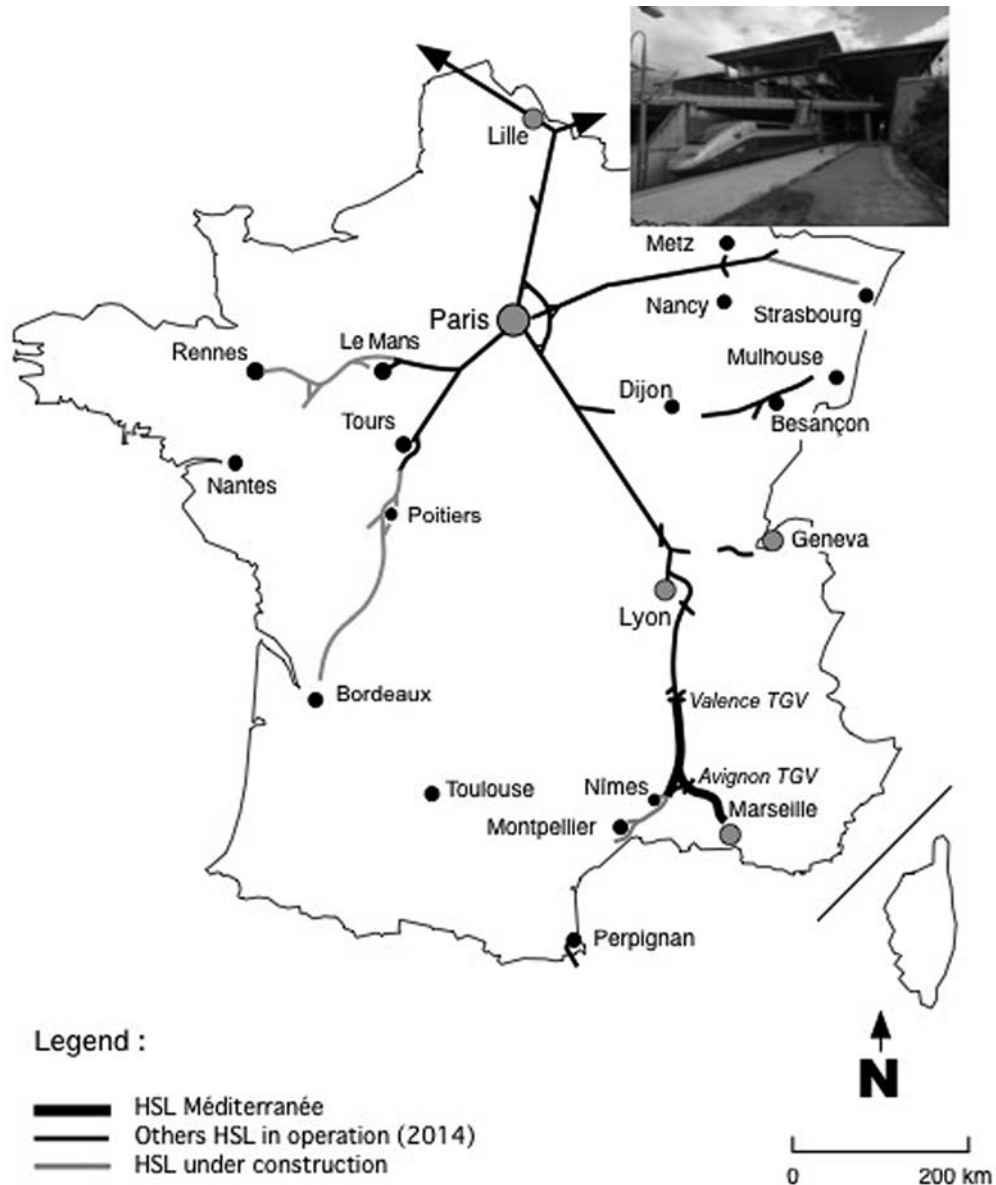 Lille
Metz
Paris
Nancy
Strasbourg
Rennes
Le Mans
Mulhouse
Dijon
Tours
Besançon
Nantes
Poitiers
Geneva
Lyon
Bordeaux
Valence TGV
Avignon TGV
Toulouse
Nîmes
Marseille
Montpellier
Perpignan
N
Legend :
HSL Méditerranée
Others HSL in operation (2014)
HSL under construction
0 200 km